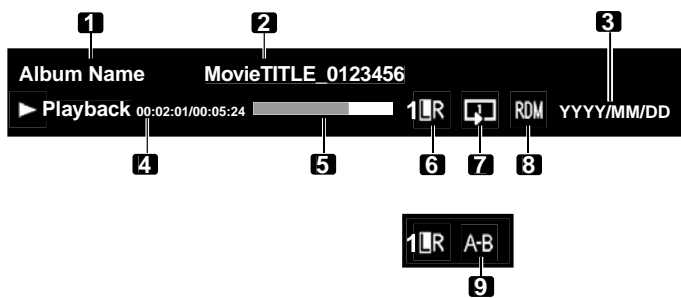 1 2 3
Album Name MovieTITLE_0123456
Playback 00:02:01/00:05:24 1LR 1 RDM YYYY/MM/DD
4 5 6 7 8
1LR A-B
9